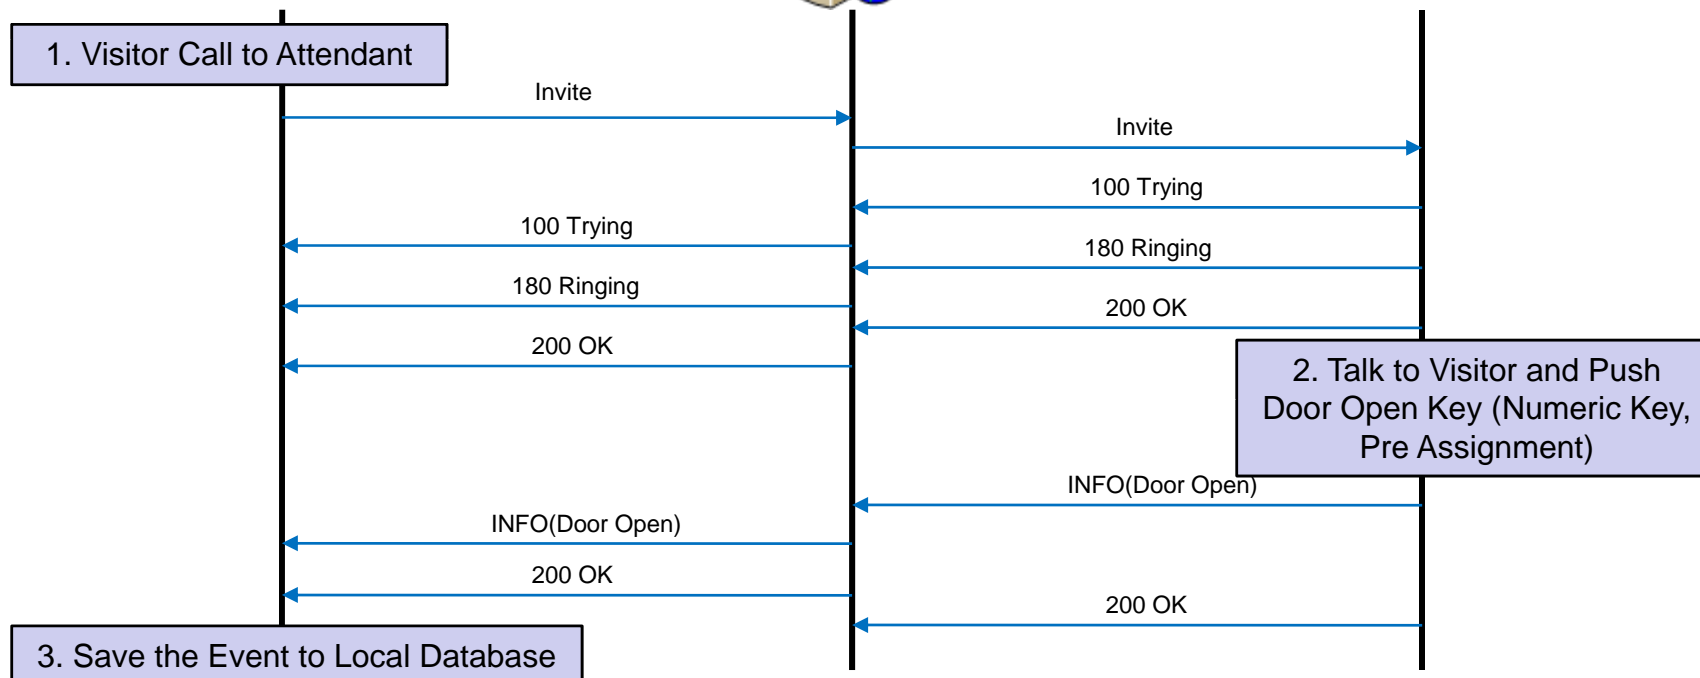 1. Visitor Call to Attendant
Invite
Invite
100 Trying
100 Trying
180 Ringing
180 Ringing
200 OK
200 OK
2. Talk to Visitor and Push
Door Open Key (Numeric Key,
Pre Assignment)
INFO(Door Open)
INFO(Door Open)
200 OK
200 OK
3. Save the Event to Local Database